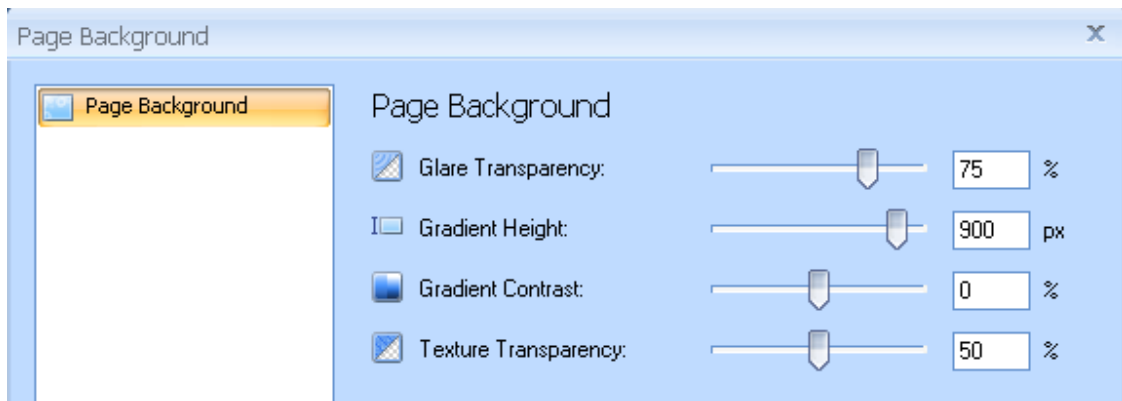 Page Background
Page Background
Page Background
Glare Transparency: 75 %
Gradient Height: 900 px
Gradient Contrast: 0 %
Texture Transparency: 50 %